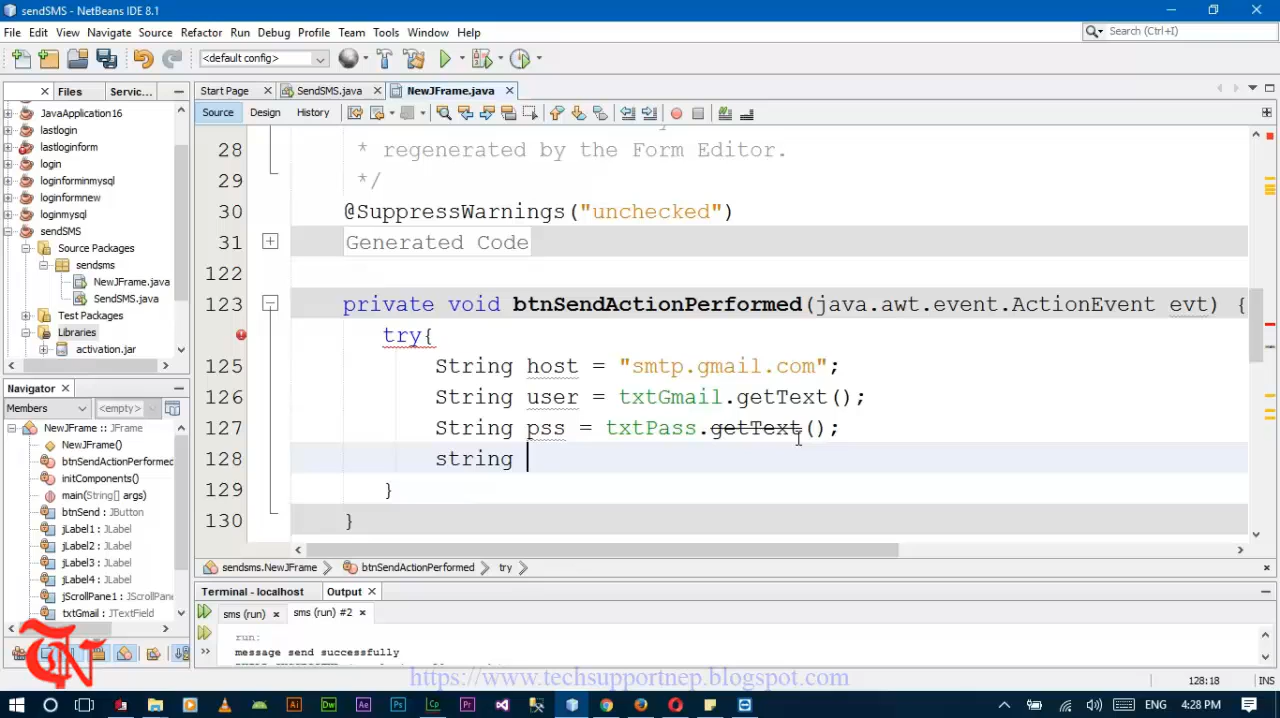 sendSMS - NetBeans IDE 8.1
File Edit View Navigate Source Refactor Run Debug Profile Team Tools Window Help
Search (Ctrl+I)
<default config>
Files Servic...
Start Page SendSMS.java NewJFrame.java
Source Design History
JavaApplication16
lastlogin
lastloginform
login
loginforminmysql
loginformnew
loginmysql
sendSMS
Source Packages
sendsms
NewJFrame.java
SendSMS.java
Test Packages
Libraries
activation.jar
28 * regenerated by the Form Editor.
29 */
30 @SuppressWarnings("unchecked")
31 Generated Code
122
123 private void btnSendActionPerformed(java.awt.event.ActionEvent evt) {
try{
125 String host = "smtp.gmail.com";
126 String user = txtGmail.getText();
127 String pss = txtPass.getText();
128 string
129 }
130 }
Navigator
Members <empty>
NewJFrame :: JFrame
NewJFrame()
btnSendActionPerformed
initComponents()
main(String[] args)
btnSend : JButton
jLabel1 : JLabel
jLabel2 : JLabel
jLabel3 : JLabel
jLabel4 : JLabel
jScrollPane1 : JScrollPane
txtGmail : JTextField
sendsms.NewJFrame btnSendActionPerformed try
Terminal - localhost Output
sms (run) sms (run) #2
run:
message send successfully
https://www.techsupportnep.blogspot.com
128:18 INS
ENG 4:28 PM